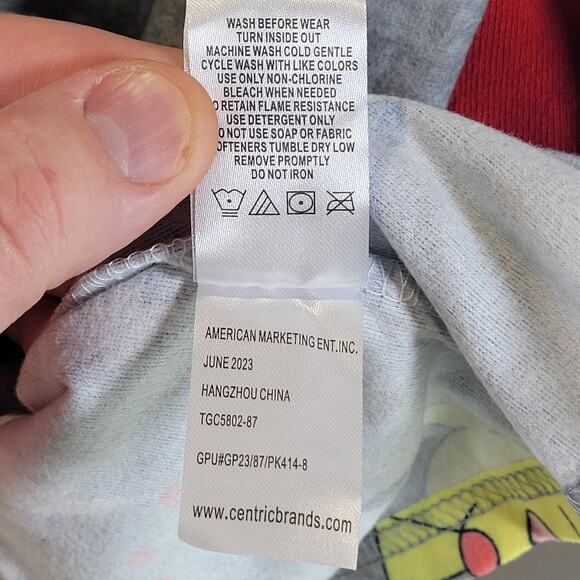 WASH BEFORE WEAR
TURN INSIDE OUT
MACHINE WASH COLD GENTLE
CYCLE WASH WITH LIKE COLORS
USE ONLY NON-CHLORINE
BLEACH WHEN NEEDED
TO RETAIN FLAME RESISTANCE
USE DETERGENT ONLY
DO NOT USE SOAP OR FABRIC
SOFTENERS TUMBLE DRY LOW
REMOVE PROMPTLY
DO NOT IRON
AMERICAN MARKETING ENT.INC.
JUNE 2023
HANGZHOU CHINA
TGC5802-87
GPU#GP23/87/PK414-8
www.centricbrands.com